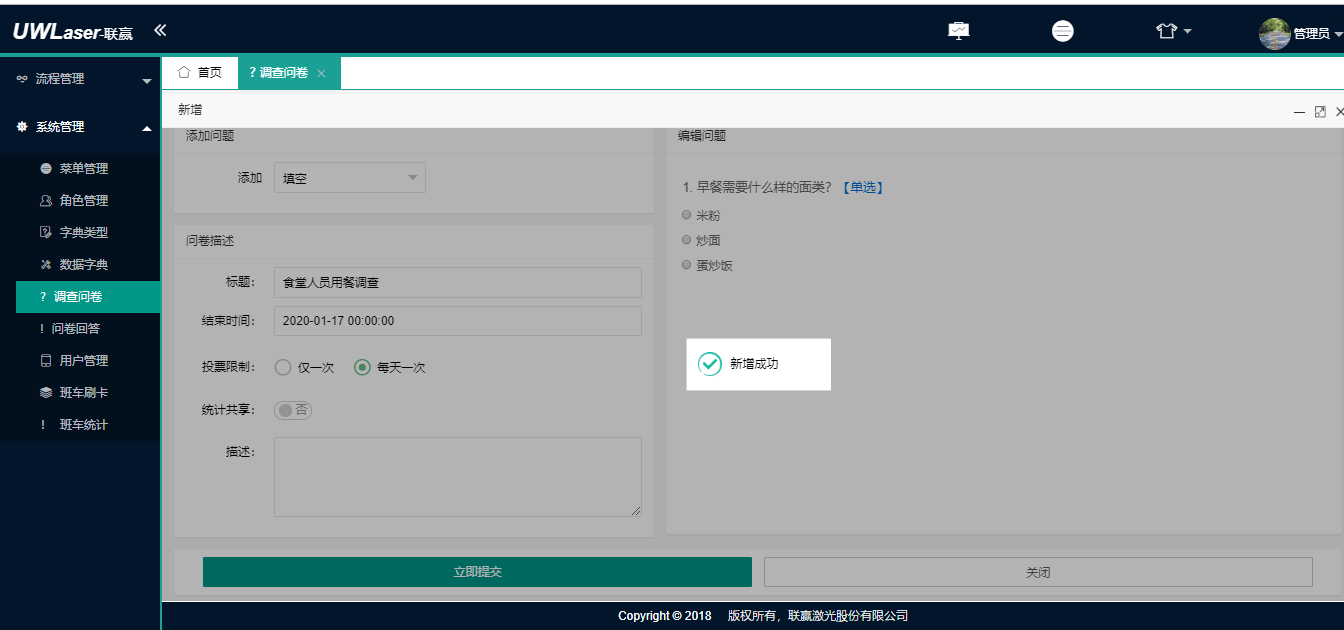 UWLaser-联赢
管理员
流程管理
系统管理
菜单管理
角色管理
字典类型
数据字典
? 调查问卷
! 问卷回答
用户管理
班车刷卡
! 班车统计
首页
? 调查问卷
新增
添加问题
添加
填空
问卷描述
标题：
食堂人员用餐调查
结束时间：
2020-01-17 00:00:00
投票限制：
仅一次
每天一次
统计共享：
否
描述：
编辑问题
1. 早餐需要什么样的面类？【单选】
米粉
炒面
蛋炒饭
新增成功
立即提交
关闭
Copyright © 2018 版权所有，联赢激光股份有限公司